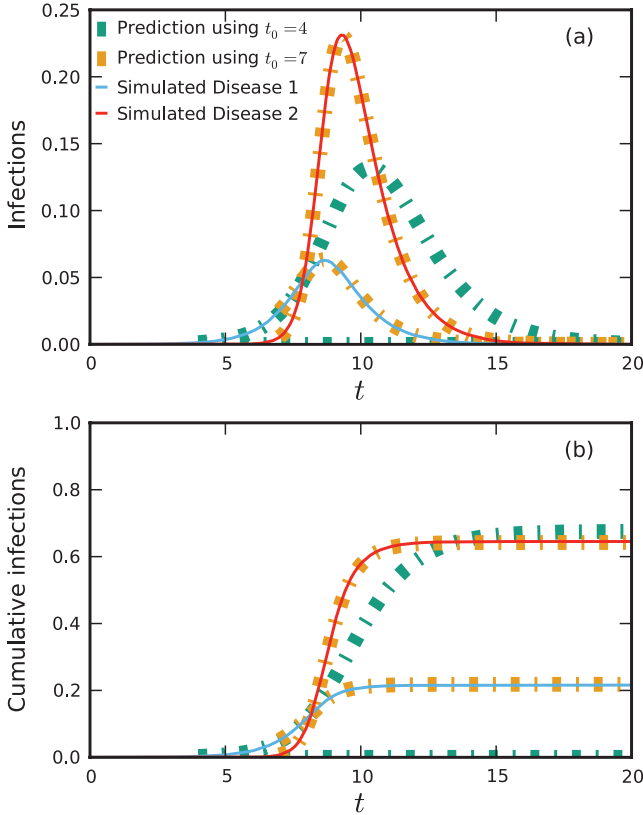 0.25
0.20
0.15
0.10
0.05
0.00
Infections
Prediction using t₀ =4
Prediction using t₀ =7
Simulated Disease 1
Simulated Disease 2
(a)
0 5 10 15 20
t
1.0
0.8
0.6
0.4
0.2
0.0
Cumulative infections
(b)
0 5 10 15 20
t